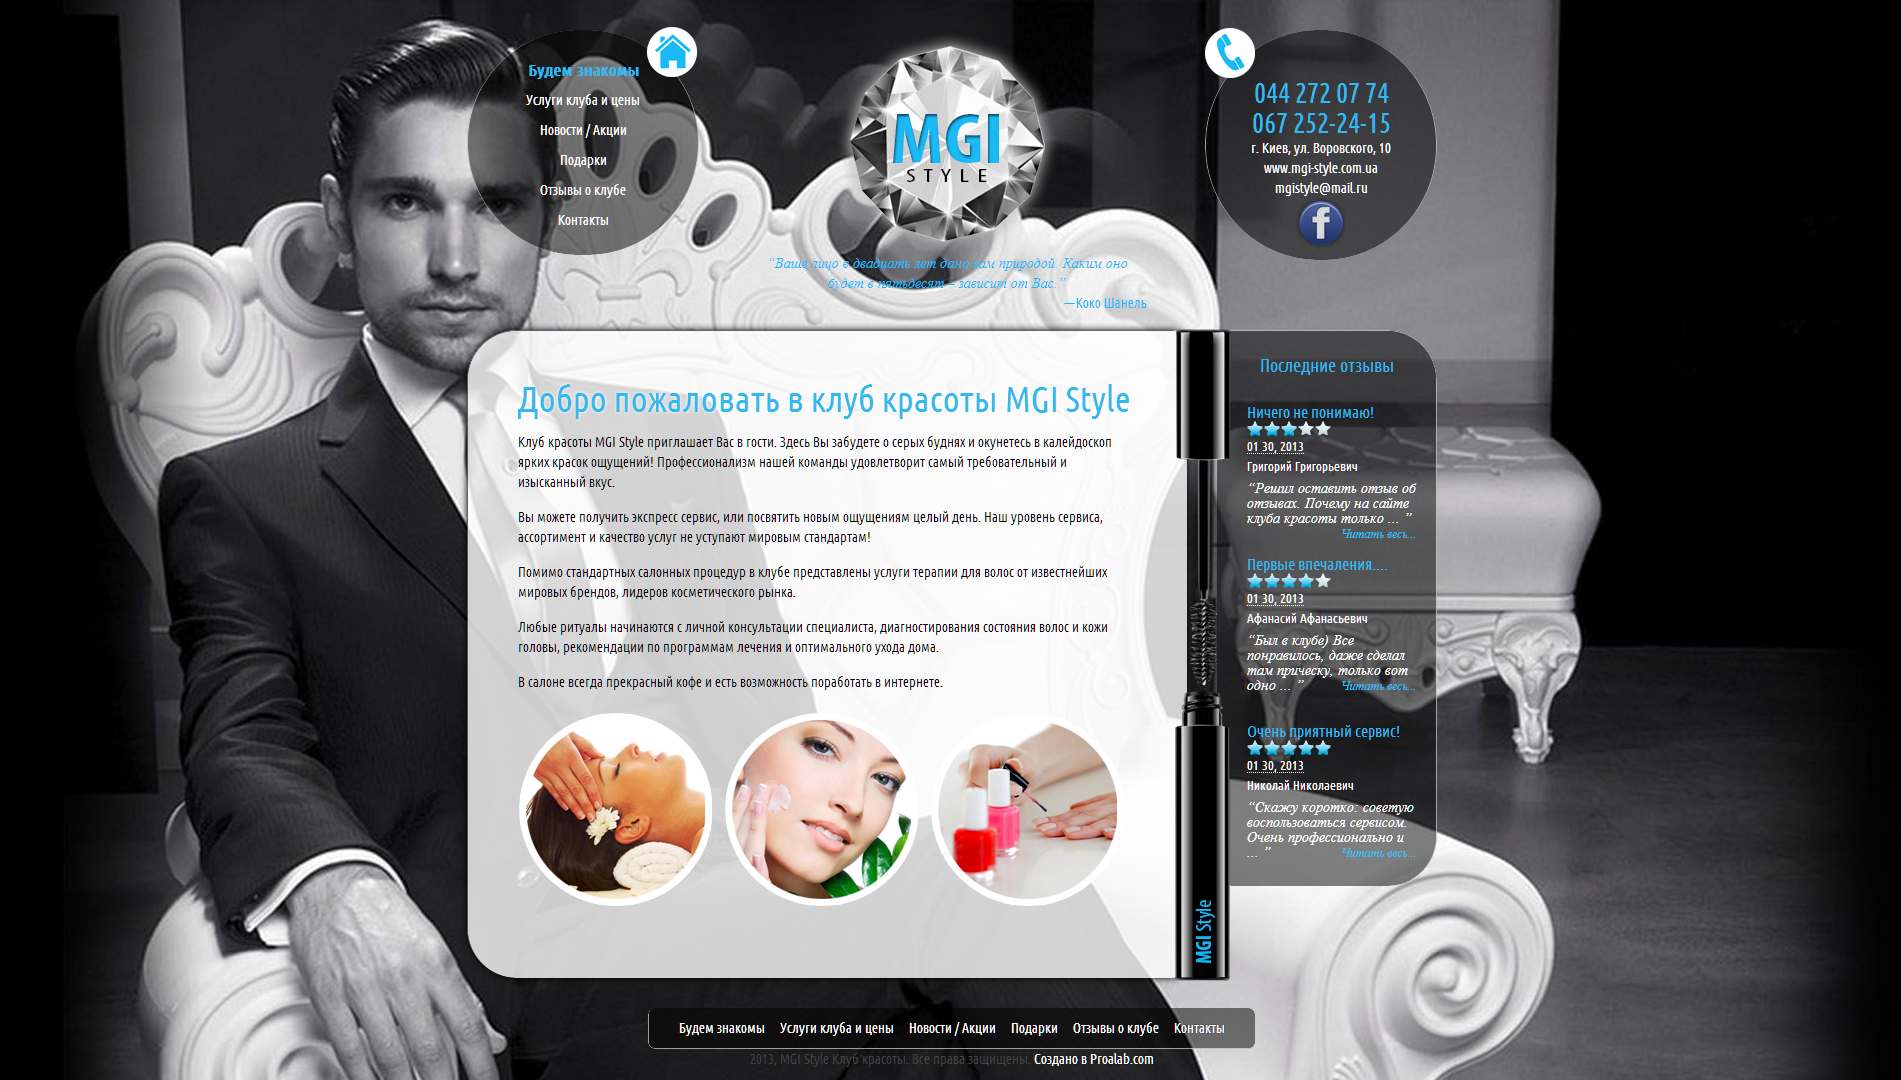 Будем знакомы
Услуги клуба и цены
Новости / Акции
Подарки
Отзывы о клубе
Контакты
MGI
STYLE
“Ваше лицо в двадцать лет дано вам природой. Каким оно
будет в пятьдесят – зависит от Вас.”
—Коко Шанель
044 272 07 74
067 252-24-15
г. Киев, ул. Воровского, 10
www.mgi-style.com.ua
mgistyle@mail.ru
f
Добро пожаловать в клуб красоты MGI Style
Клуб красоты MGI Style приглашает Вас в гости. Здесь Вы забудете о серых буднях и окунетесь в калейдоскоп
ярких красок ощущений! Профессионализм нашей команды удовлетворит самый требовательный и
изысканный вкус.
Вы можете получить экспресс сервис, или посвятить новым ощущениям целый день. Наш уровень сервиса,
ассортимент и качество услуг не уступают мировым стандартам!
Помимо стандартных салонных процедур в клубе представлены услуги терапии для волос от известнейших
мировых брендов, лидеров косметического рынка.
Любые ритуалы начинаются с личной консультации специалиста, диагностирования состояния волос и кожи
головы, рекомендации по программам лечения и оптимального ухода дома.
В салоне всегда прекрасный кофе и есть возможность поработать в интернете.
MGI Style
Последние отзывы
Ничего не понимаю!
01 30, 2013
Григорий Григорьевич
“Решил оставить отзыв об
отзывах. Почему на сайте
клуба красоты только ... ”
Читать весь...
Первые впечаления....
01 30, 2013
Афанасий Афанасьевич
“Был в клубе) Все
понравилось, даже сделал
там прическу, только вот
одно ... ” Читать весь...
Очень приятный сервис!
01 30, 2013
Николай Николаевич
“Скажу коротко: советую
воспользоваться сервисом.
Очень профессионально и
... ” Читать весь...
Будем знакомы Услуги клуба и цены Новости / Акции Подарки Отзывы о клубе Контакты
2013, MGI Style Клуб красоты. Все права защищены. Создано в Proalab.com